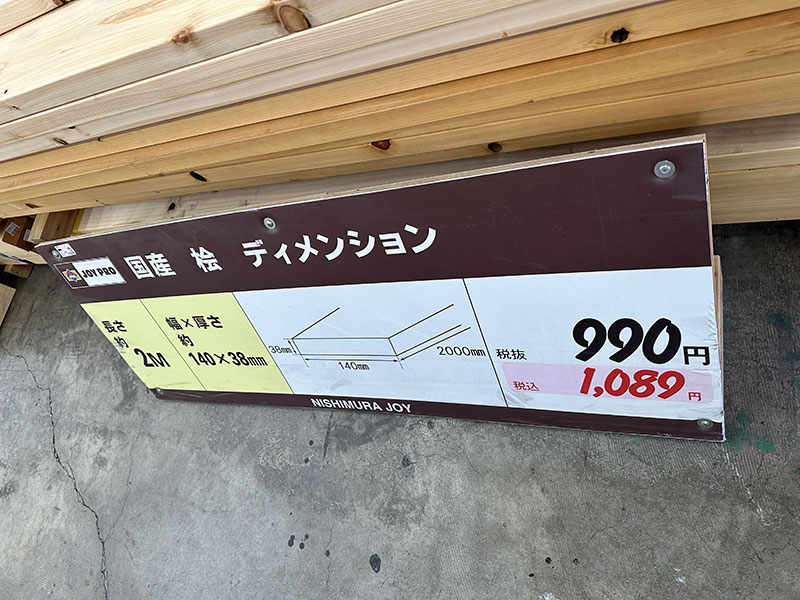 JOY PRO
国産 桧 ディメンション
長さ
約
2M
幅×厚さ
約
140×38mm
38mm
140mm
2000mm
税抜 990円
税込 1,089円
NISHIMURA JOY